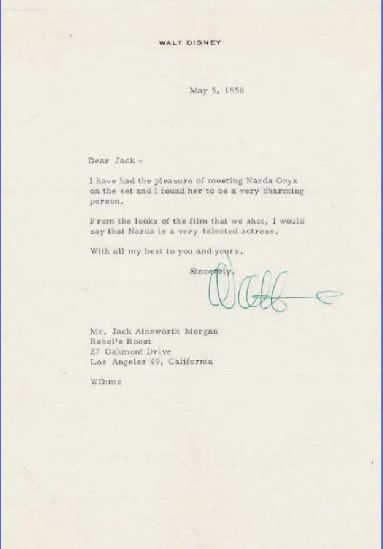 WALT DISNEY
May 5, 1958
Dear Jack -
I have had the pleasure of meeting Narda Onyx
on the set and I found her to be a very charming
person.
From the looks of the film that we shot, I would
say that Narda is a very talented actress.
With all my best to you and yours.
Sincerely,
Walt
Mr. Jack Ainsworth Morgan
Rebel's Roost
27 Oakmont Drive
Los Angeles 49, California
WD:mc